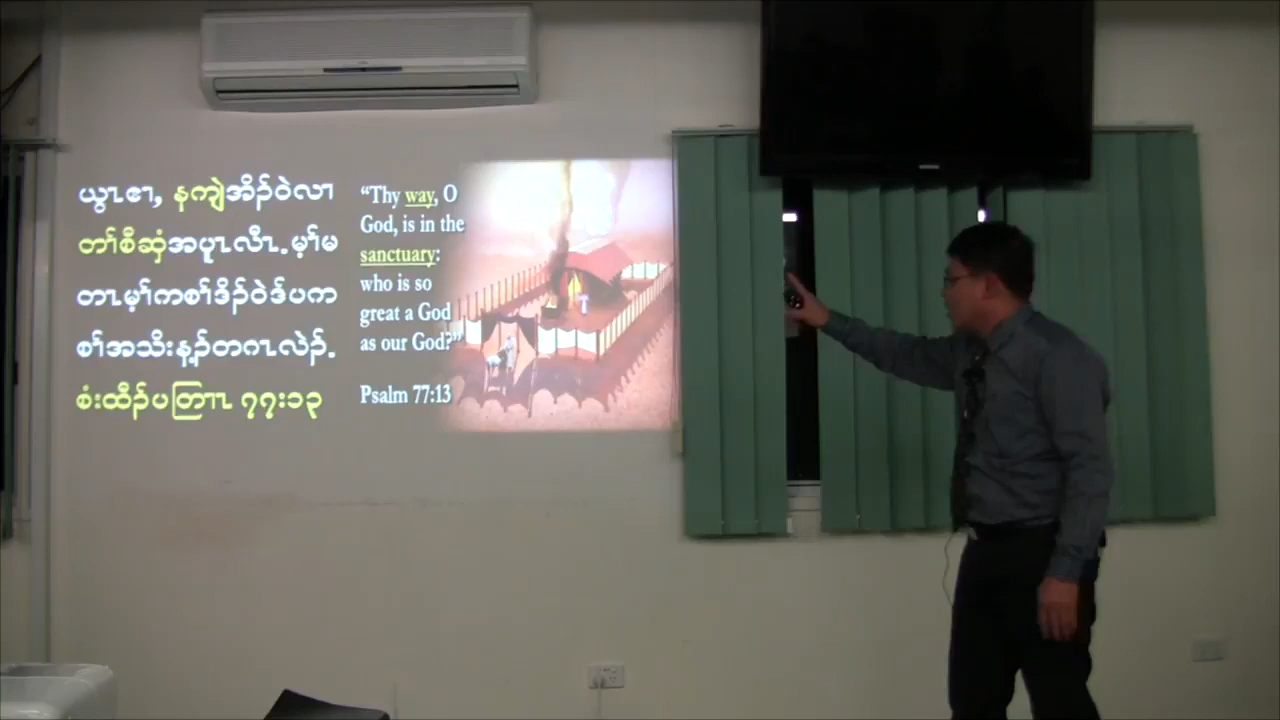 ယွၤဧၤ, နကျဲအိၣ်ဝဲလၢ
တၢ်စီဆှံအပူၤလီၤ.မ့ၢ်မ
တၤမ့ၢ်ကစၢ်ဒိၣ်ဝဲဒ်ပက
စၢ်အသိးန့ၣ်တဂၤလဲၣ်.
စံးထီၣ်ပတြၢၤ ၇၇း၁၃
“Thy way, O
God, is in the
sanctuary:
who is so
great a God
as our God?”
Psalm 77:13